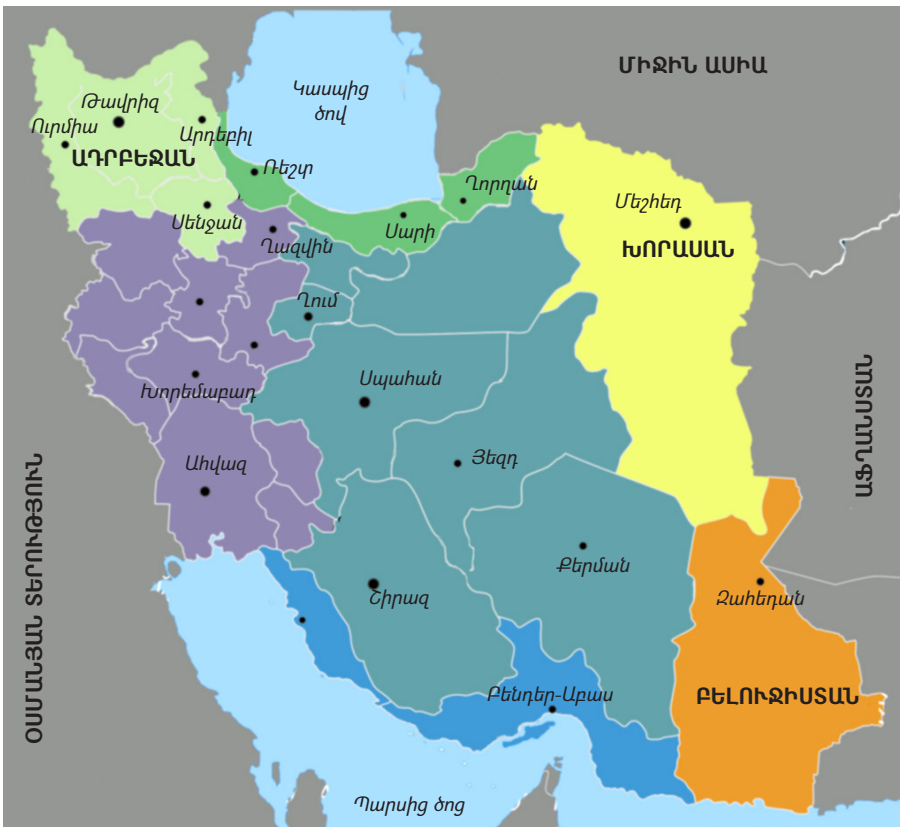 ՄԻՋԻՆ ԱՍԻԱ
Կասպից
ծով
Թավրիզ
Ուրմիա
Արդեբիլ
ԱԴՐԲԵՋԱՆ
Ռեշտ
Ղորղան
Մեշհեդ
Սենջան
Սարի
Ղազվին
ԽՈՐԱՍԱՆ
Ղում
Սպահան
Խորեմաբադ
ԱՖՂԱՆՍՏԱՆ
Յեզդ
Ահվազ
ՕՍՄԱՆՅԱՆ ՏԱՐԱԾՔՆԵՐ
Քերման
Շիրազ
Զահեդան
Բենդեր-Աբաս
ԲԵԼՈՒՋԻՍՏԱՆ
Պարսից ծոց